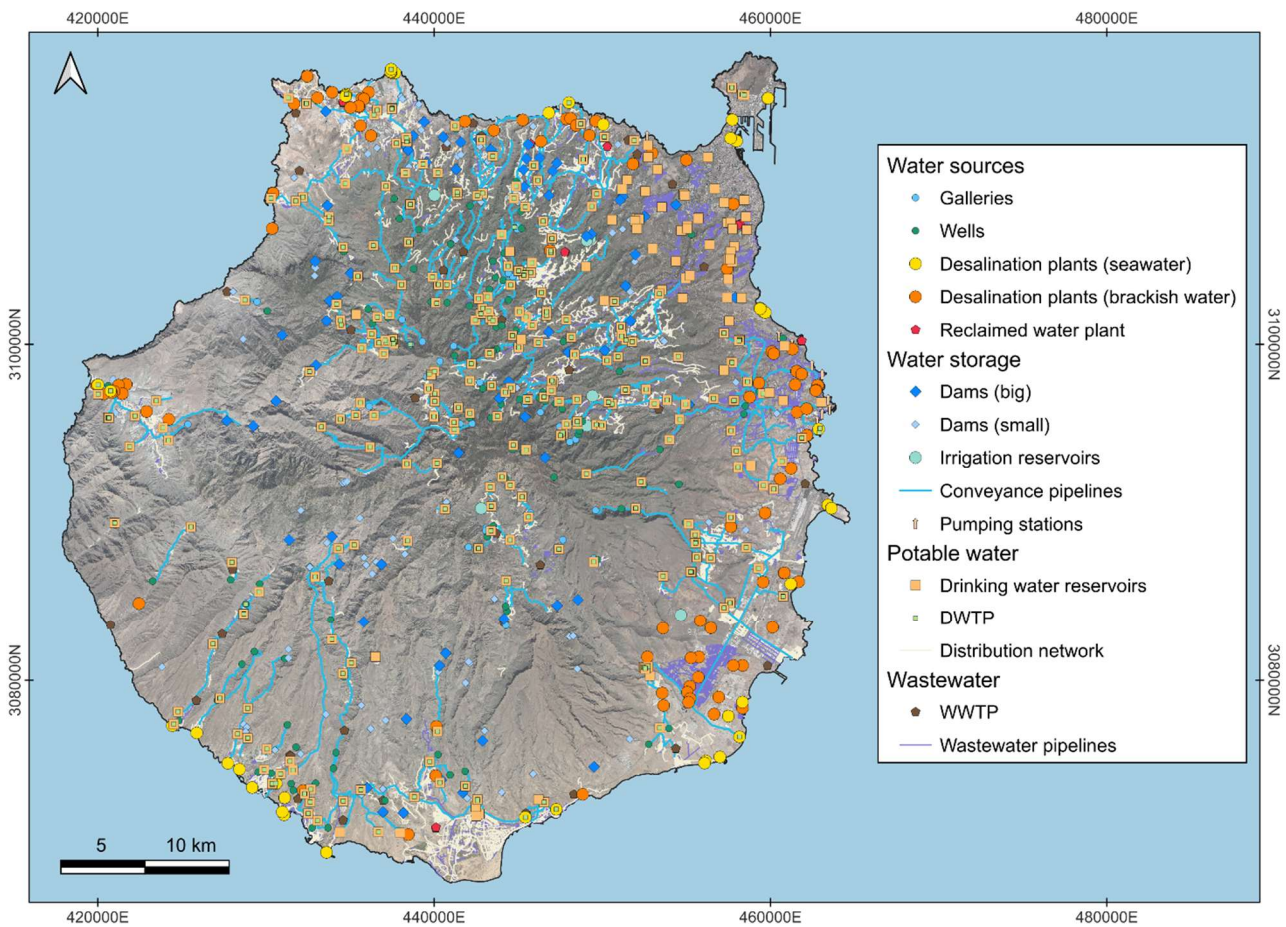 420000E 440000E 460000E 480000E
Water sources
Galleries
Wells
Desalination plants (seawater)
Desalination plants (brackish water)
Reclaimed water plant
Water storage
Dams (big)
Dams (small)
Irrigation reservoirs
Conveyance pipelines
Pumping stations
Potable water
Drinking water reservoirs
DWTP
Distribution network
Wastewater
WWTP
Wastewater pipelines
3100000N 3100000N
3080000N 3080000N
5 10 km
420000E 440000E 460000E 480000E